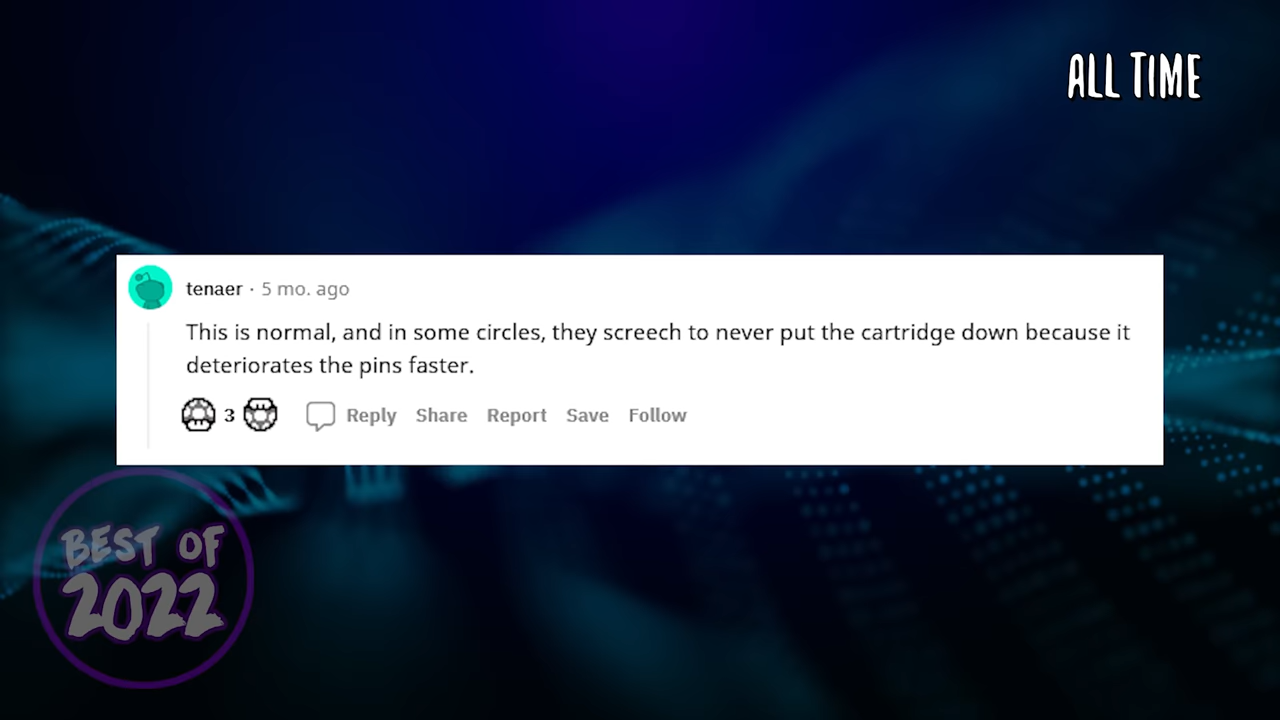 ALL TIME
tenaer · 5 mo. ago
This is normal, and in some circles, they screech to never put the cartridge down because it
deteriorates the pins faster.
3 Reply Share Report Save Follow
BEST OF
2022